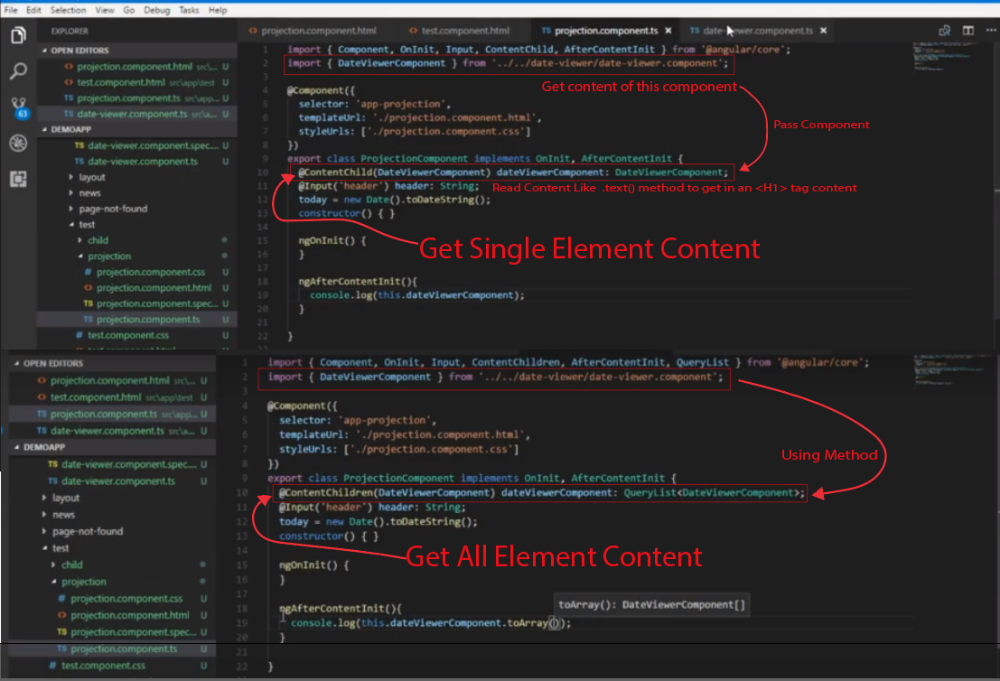 File Edit Selection View Go Debug Tasks Help
EXPLORER
projection.component.html test.component.html projection.component.ts × date-viewer.component.ts ×
OPEN EDITORS
projection.component.html src\... U
test.component.html src\app\test U
TS projection.component.ts src\app... U
TS date-viewer.component.ts src\a... U
63
DEMOAPP
TS date-viewer.component.spec... U
TS date-viewer.component.ts U
layout
news
page-not-found
test
child
projection
# projection.component.css U
projection.component.html U
TS projection.component.spec... U
TS projection.component.ts U
# test.component.css U
1 import { Component, OnInit, Input, ContentChild, AfterContentInit } from '@angular/core';
2 import { DateViewerComponent } from '../../date-viewer/date-viewer.component';
3
Get content of this component
4 @Component({
5 selector: 'app-projection',
6 templateUrl: './projection.component.html',
Pass Component
7 styleUrls: ['./projection.component.css']
8 })
9 export class ProjectionComponent implements OnInit, AfterContentInit {
10 @ContentChild(DateViewerComponent) dateViewerComponent: DateViewerComponent;
11 @Input('header') header: String;
Read Content Like .text() method to get in an <H1> tag content
12 today = new Date().toDateString();
13 constructor() { }
14
15 ngOnInit() {
Get Single Element Content
16 }
17
18 ngAfterContentInit(){
19 console.log(this.dateViewerComponent);
20 }
21
22 }
OPEN EDITORS
projection.component.html src\... U
test.component.html src\app\test U
TS projection.component.ts src\app... U
TS date-viewer.component.ts src\a... U
DEMOAPP
TS date-viewer.component.spec... U
TS date-viewer.component.ts U
layout
news
page-not-found
test
child
projection
# projection.component.css U
projection.component.html U
TS projection.component.spec... U
TS projection.component.ts U
# test.component.css U
1 import { Component, OnInit, Input, ContentChildren, AfterContentInit, QueryList } from '@angular/core';
2 import { DateViewerComponent } from '../../date-viewer/date-viewer.component';
3
4 @Component({
5 selector: 'app-projection',
6 templateUrl: './projection.component.html',
7 styleUrls: ['./projection.component.css']
Using Method
8 })
9 export class ProjectionComponent implements OnInit, AfterContentInit {
10 @ContentChildren(DateViewerComponent) dateViewerComponent: QueryList<DateViewerComponent>;
11 @Input('header') header: String;
12 today = new Date().toDateString();
13 constructor() { }
14
Get All Element Content
15 ngOnInit() {
16 }
17
toArray(): DateViewerComponent[]
18 ngAfterContentInit(){
19 console.log(this.dateViewerComponent.toArray());
20 }
21
22 }